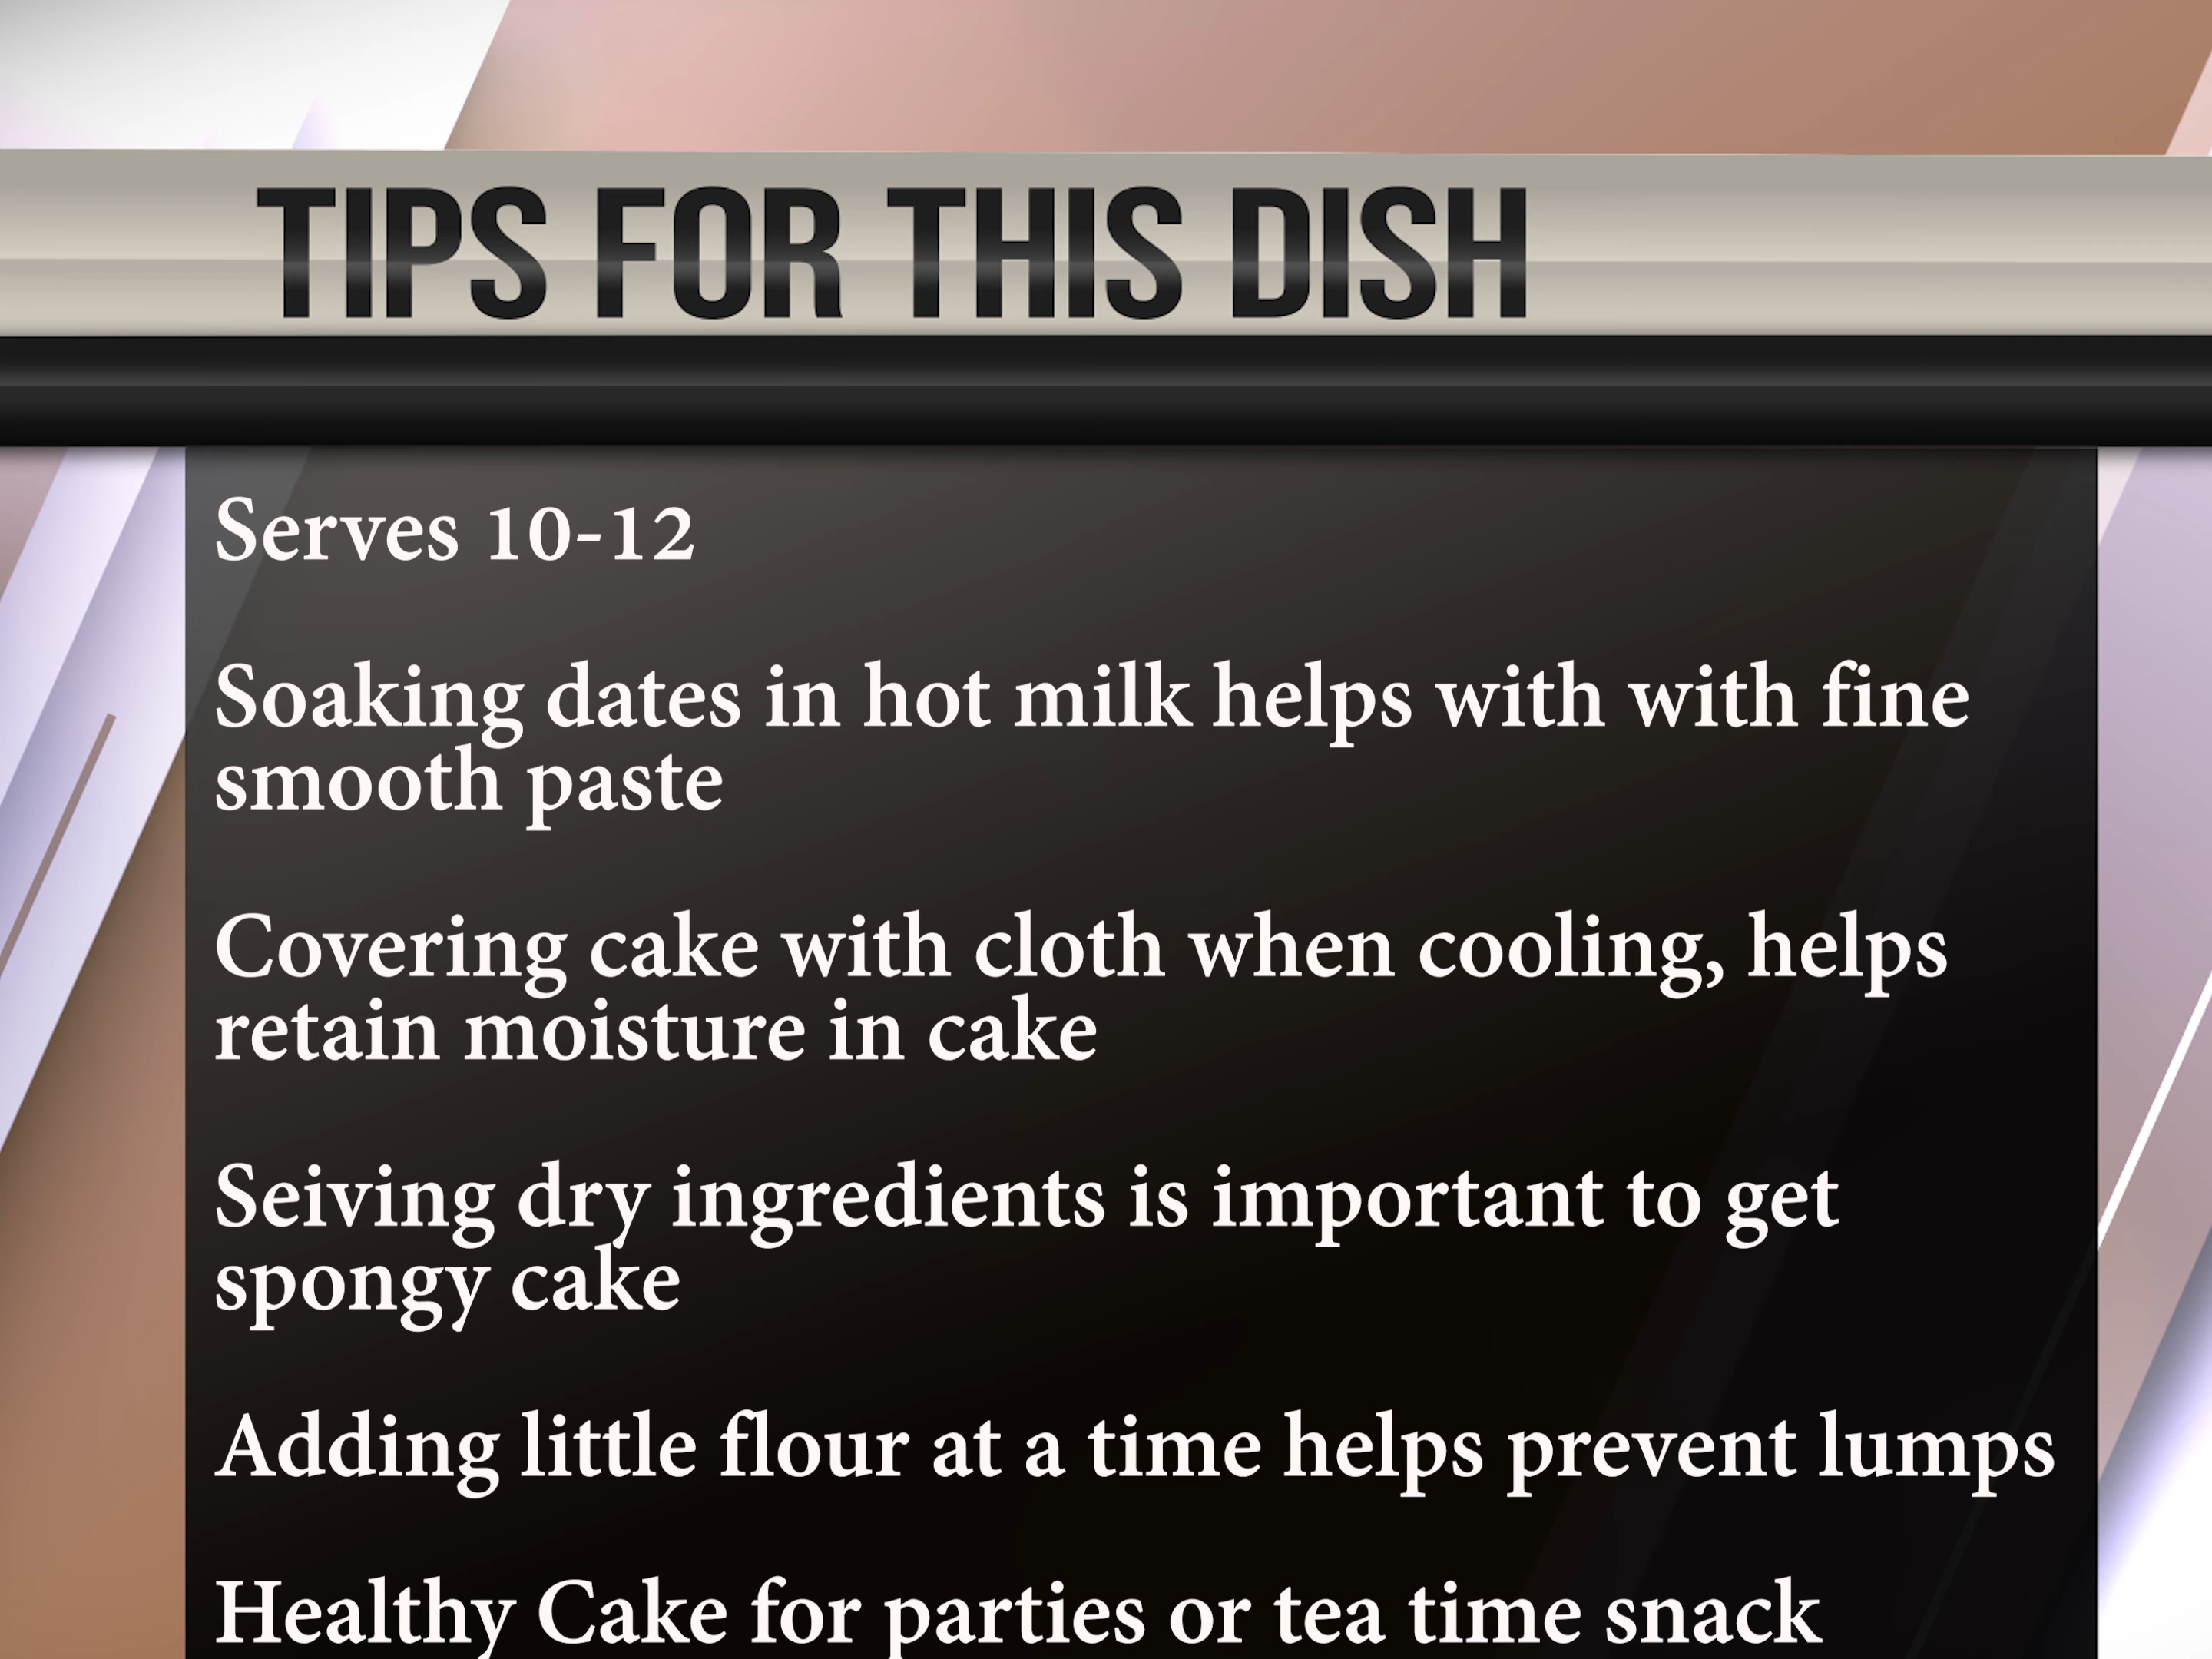 TIPS FOR THIS DISH
Serves 10-12
Soaking dates in hot milk helps with with fine
smooth paste
Covering cake with cloth when cooling, helps
retain moisture in cake
Seiving dry ingredients is important to get
spongy cake
Adding little flour at a time helps prevent lumps
Healthy Cake for parties or tea time snack